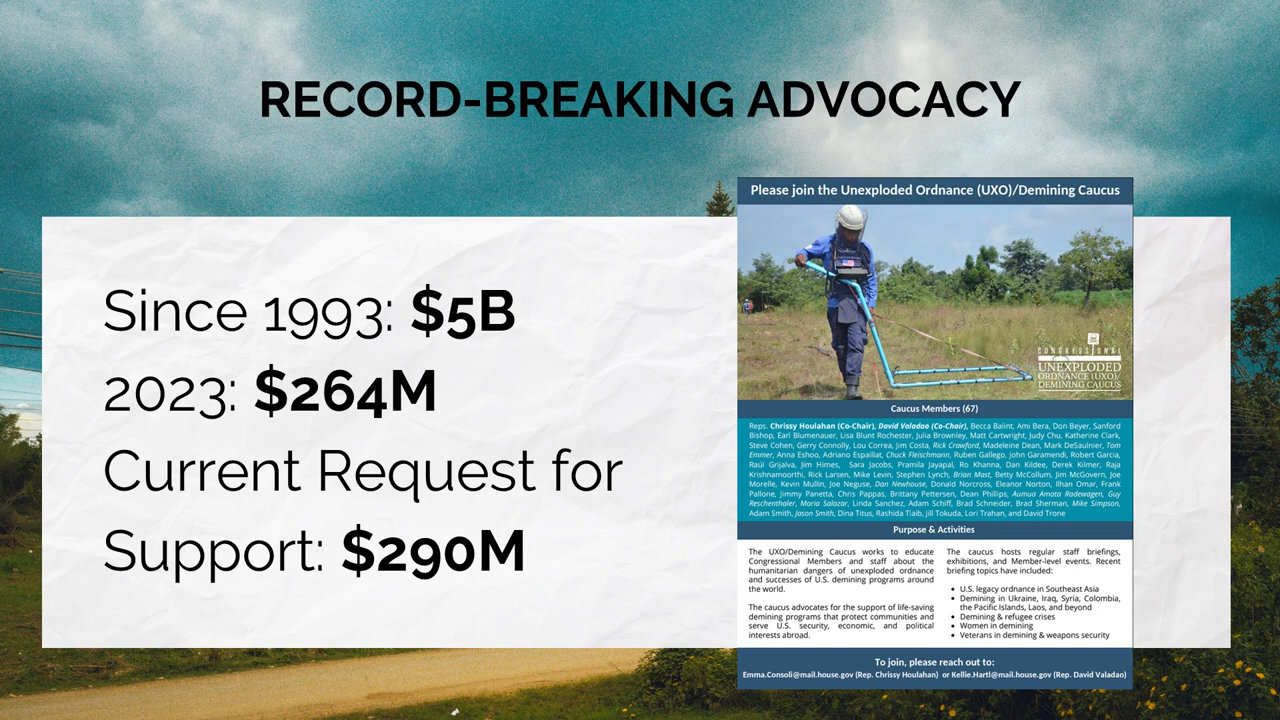 RECORD-BREAKING ADVOCACY
Since 1993: $5B
2023: $264M
Current Request for
Support: $290M
Please join the Unexploded Ordnance (UXO)/Demining Caucus
CONGRESSIONAL
UNEXPLODED
ORDNANCE (UXO)/
DEMINING CAUCUS
Caucus Members (67)
Reps. Chrissy Houlahan (Co-Chair), David Valadao (Co-Chair), Becca Balint, Ami Bera, Don Beyer, Sanford
Bishop, Earl Blumenauer, Lisa Blunt Rochester, Julia Brownley, Matt Cartwright, Judy Chu, Katherine Clark,
Steve Cohen, Gerry Connolly, Lou Correa, Jim Costa, Rick Crawford, Madeleine Dean, Mark DeSaulnier, Tom
Emmer, Anna Eshoo, Adriano Espaillat, Chuck Fleischmann, Ruben Gallego, John Garamendi, Robert Garcia,
Raúl Grijalva, Jim Himes, Sara Jacobs, Pramila Jayapal, Ro Khanna, Dan Kildee, Derek Kilmer, Raja
Krishnamoorthi, Rick Larsen, Mike Levin, Stephen Lynch, Brian Mast, Betty McCollum, Jim McGovern, Joe
Morelle, Kevin Mullin, Joe Neguse, Dan Newhouse, Donald Norcross, Eleanor Norton, Ilhan Omar, Frank
Pallone, Jimmy Panetta, Chris Pappas, Brittany Pettersen, Dean Phillips, Aumua Amata Radewagen, Guy
Reschenthaler, Maria Salazar, Linda Sanchez, Adam Schiff, Brad Schneider, Brad Sherman, Mike Simpson,
Adam Smith, Jason Smith, Dina Titus, Rashida Tlaib, Jill Tokuda, Lori Trahan, and David Trone
Purpose & Activities
The UXO/Demining Caucus works to educate
Congressional Members and staff about the
humanitarian dangers of unexploded ordnance
and successes of U.S. demining programs around
the world.
The caucus advocates for the support of life-saving
demining programs that protect communities and
serve U.S. security, economic, and political
interests abroad.
The caucus hosts regular staff briefings,
exhibitions, and Member-level events. Recent
briefing topics have included:
• U.S. legacy ordnance in Southeast Asia
• Demining in Ukraine, Iraq, Syria, Colombia,
the Pacific Islands, Laos, and beyond
• Demining & refugee crises
• Women in demining
• Veterans in demining & weapons security
To join, please reach out to:
Emma.Consoli@mail.house.gov (Rep. Chrissy Houlahan) or Kellie.Hartl@mail.house.gov (Rep. David Valadao)